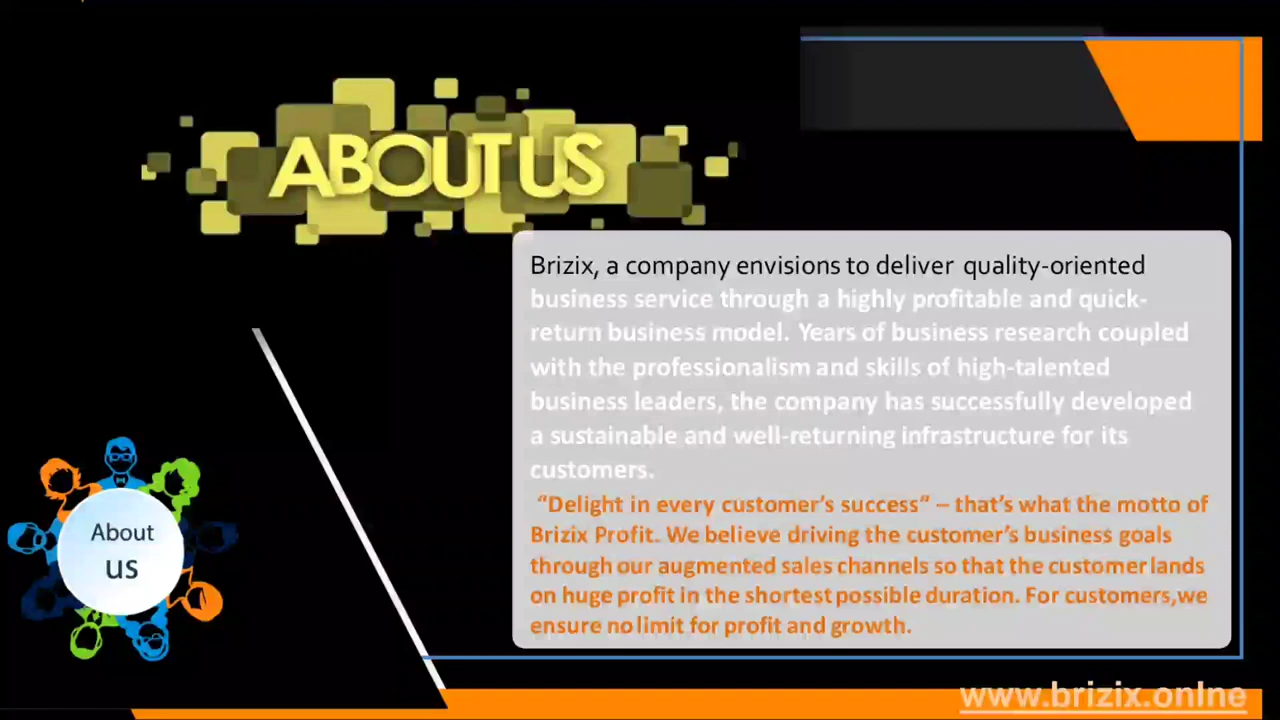 ABOUT US
Brizix, a company envisions to deliver quality-oriented
business service through a highly profitable and quick-
return business model. Years of business research coupled
with the professionalism and skills of high-talented
business leaders, the company has successfully developed
a sustainable and well-returning infrastructure for its
customers.
“Delight in every customer’s success” – that’s what the motto of
Brizix Profit. We believe driving the customer’s business goals
through our augmented sales channels so that the customer lands
on huge profit in the shortest possible duration. For customers,we
ensure no limit for profit and growth.
About
us
www.brizix.onlne